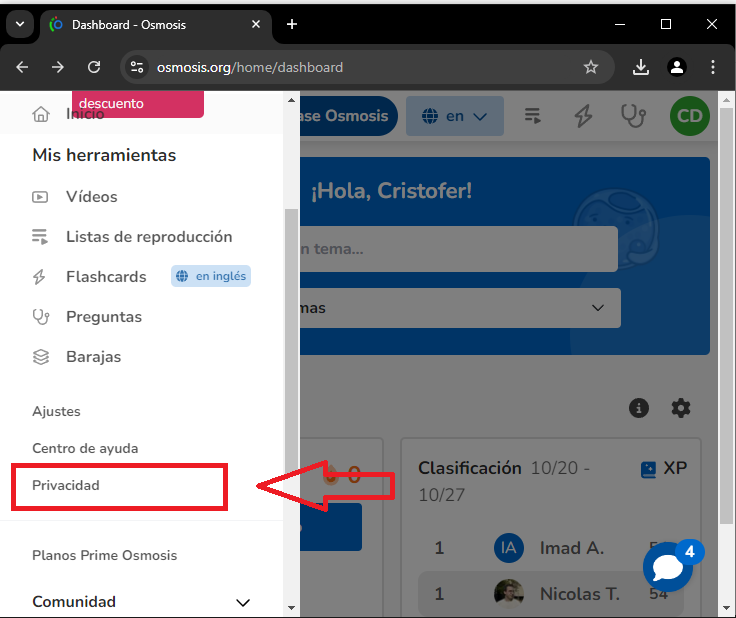 Dashboard - Osmosis
osmosis.org/home/dashboard
descuento
Inicio
Mis herramientas
Vídeos
Listas de reproducción
Flashcards en inglés
Preguntas
Barajas
Ajustes
Centro de ayuda
Privacidad
Planos Prime Osmosis
Comunidad
ase Osmosis
en
CD
¡Hola, Cristofer!
n tema...
mas
0
Clasificación 10/20 -
10/27
XP
1 IA Imad A.
1 Nicolas T. 54
4